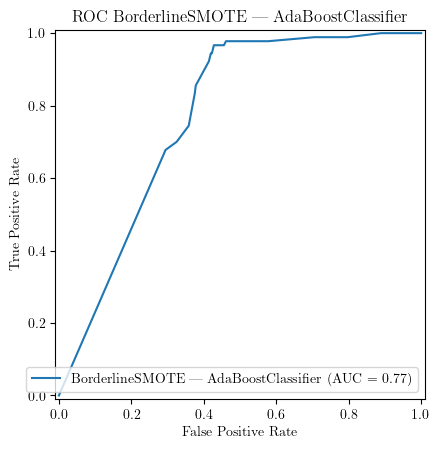 ROC BorderlineSMOTE — AdaBoostClassifier
1.0
0.8
0.6
0.4
0.2
0.0
True Positive Rate
BorderlineSMOTE — AdaBoostClassifier (AUC = 0.77)
0.0 0.2 0.4 0.6 0.8 1.0
False Positive Rate